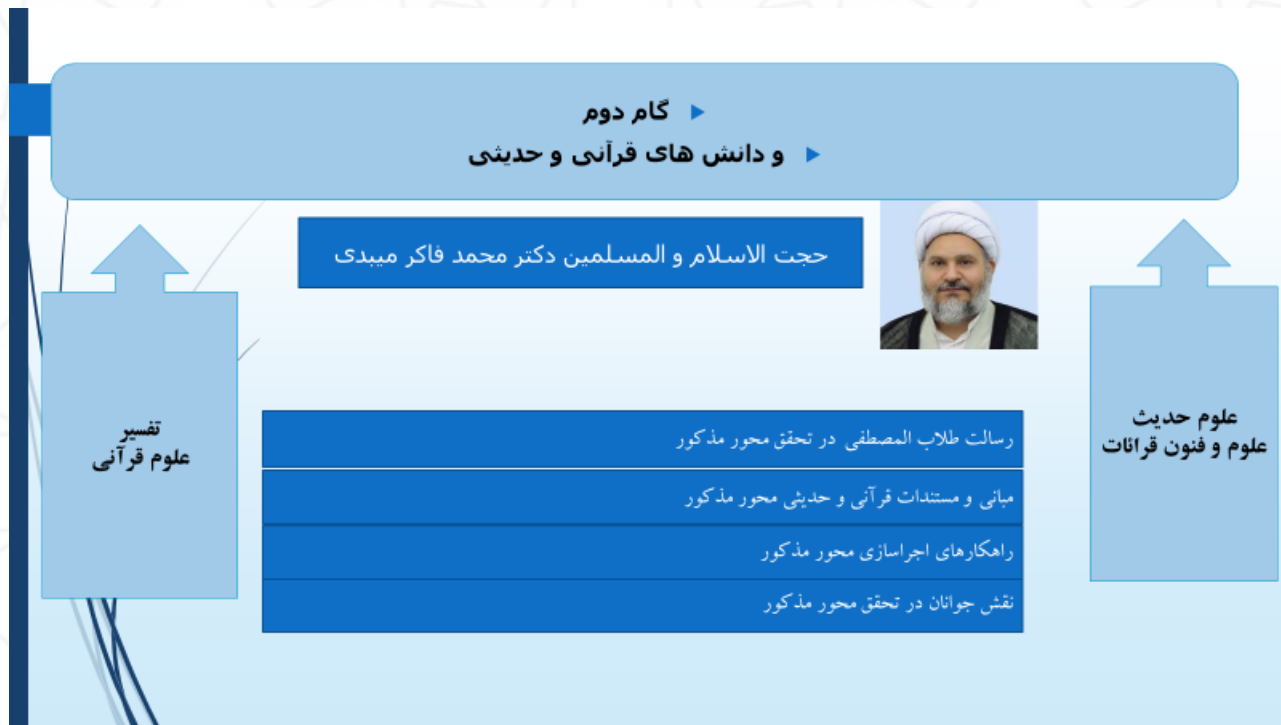 گام دوم
و دانش های قرآنی و حدیثی
حجت الاسلام و المسلمین دکتر محمد فاکر میبدی
علوم حدیث
علوم و فنون قرائات
تفسیر
علوم قرآنی
رسالت طلاب المصطفی در تحقق محور مذکور
مبانی و مستندات قرآنی و حدیثی محور مذکور
راهکارهای اجراسازی محور مذکور
نقش جوانان در تحقق محور مذکور